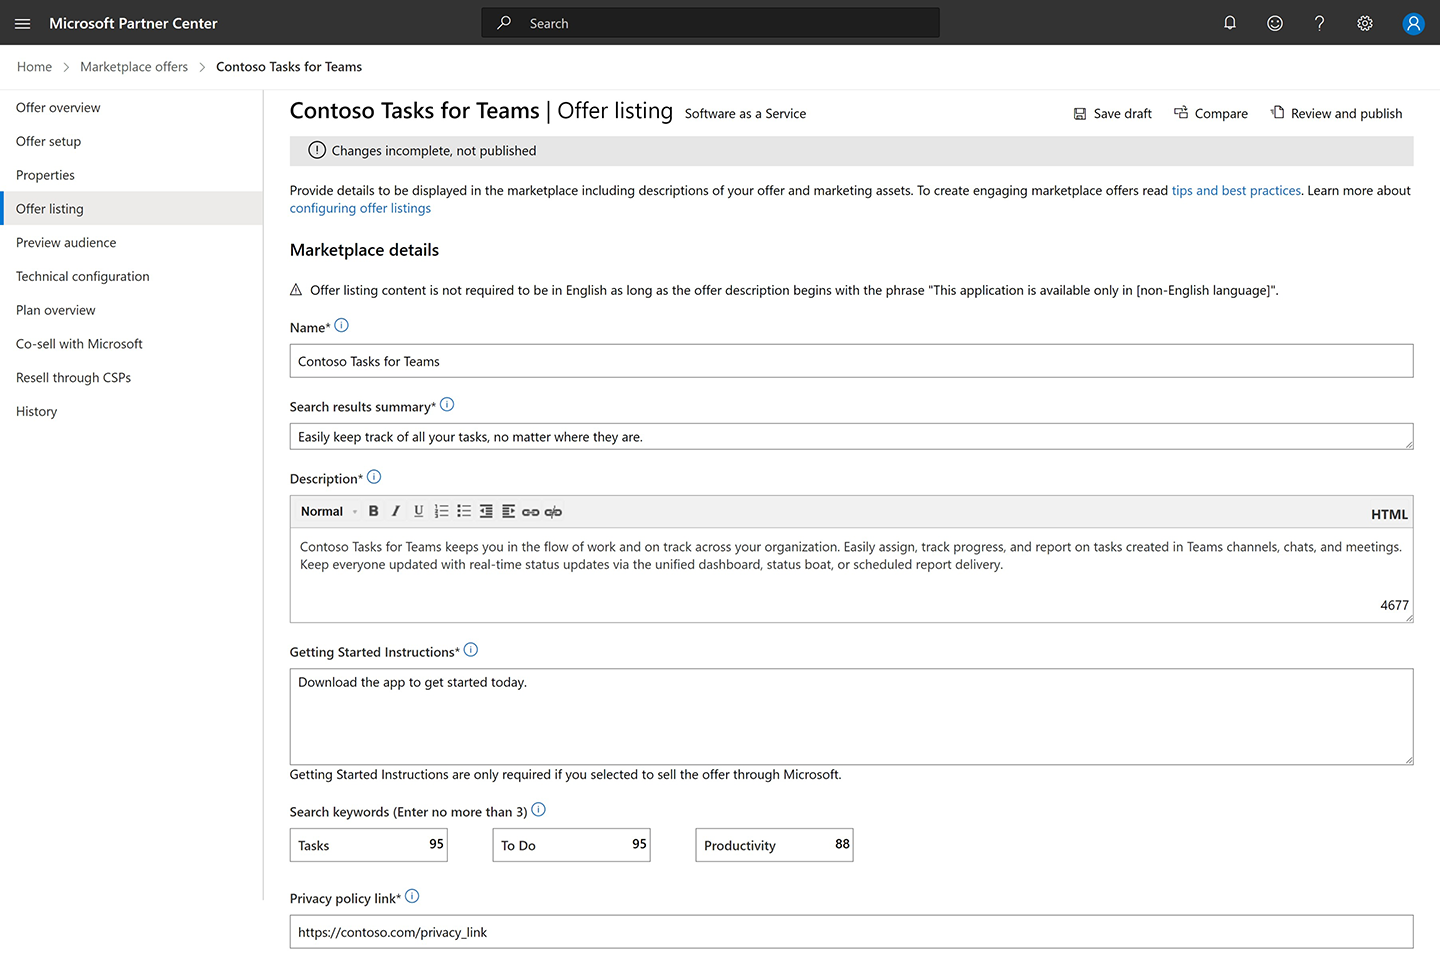 Microsoft Partner Center
Search
Home > Marketplace offers > Contoso Tasks for Teams
Offer overview
Offer setup
Properties
Offer listing
Preview audience
Technical configuration
Plan overview
Co-sell with Microsoft
Resell through CSPs
History
Contoso Tasks for Teams | Offer listing Software as a Service
Save draft
Compare
Review and publish
Changes incomplete, not published
Provide details to be displayed in the marketplace including descriptions of your offer and marketing assets. To create engaging marketplace offers read tips and best practices. Learn more about
configuring offer listings
Marketplace details
Offer listing content is not required to be in English as long as the offer description begins with the phrase "This application is available only in [non-English language]".
Name*
Contoso Tasks for Teams
Search results summary*
Easily keep track of all your tasks, no matter where they are.
Description*
Normal B I U HTML
Contoso Tasks for Teams keeps you in the flow of work and on track across your organization. Easily assign, track progress, and report on tasks created in Teams channels, chats, and meetings.
Keep everyone updated with real-time status updates via the unified dashboard, status boat, or scheduled report delivery.
4677
Getting Started Instructions*
Download the app to get started today.
Getting Started Instructions are only required if you selected to sell the offer through Microsoft.
Search keywords (Enter no more than 3)
Tasks 95
To Do 95
Productivity 88
Privacy policy link*
https://contoso.com/privacy_link